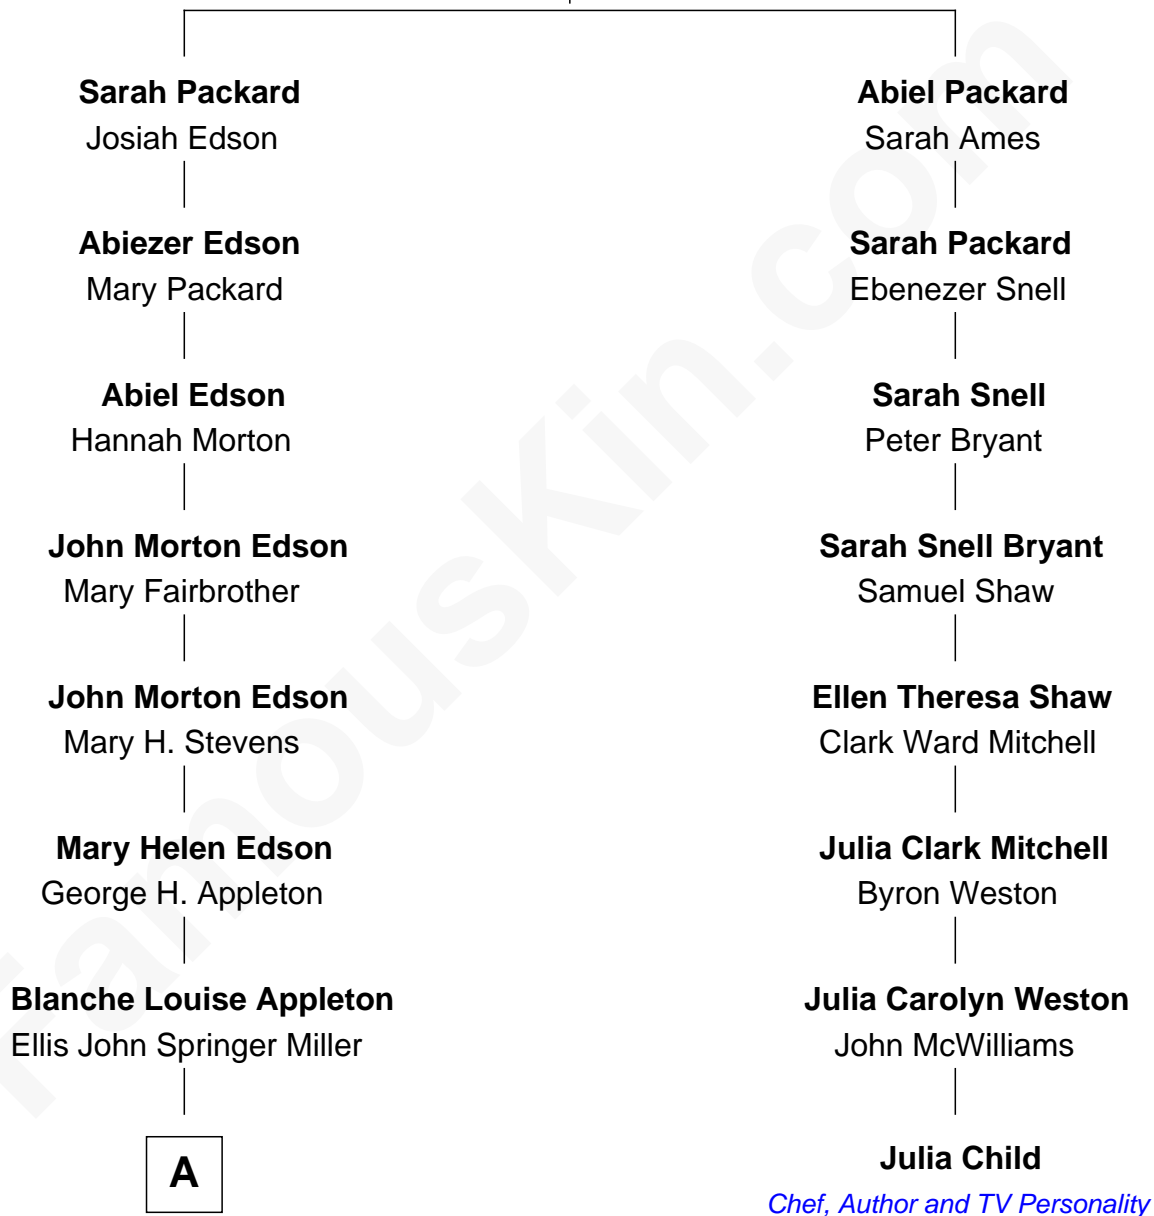 Sarah Packard
Josiah Edson
Abiezer Edson
Mary Packard
Abiel Edson
Hannah Morton
John Morton Edson
Mary Fairbrother
John Morton Edson
Mary H. Stevens
Mary Helen Edson
George H. Appleton
Blanche Louise Appleton
Ellis John Springer Miller
A
Abiel Packard
Sarah Ames
Sarah Packard
Ebenezer Snell
Sarah Snell
Peter Bryant
Sarah Snell Bryant
Samuel Shaw
Ellen Theresa Shaw
Clark Ward Mitchell
Julia Clark Mitchell
Byron Weston
Julia Carolyn Weston
John McWilliams
Julia Child
Chef, Author and TV Personality
FamousKin.com